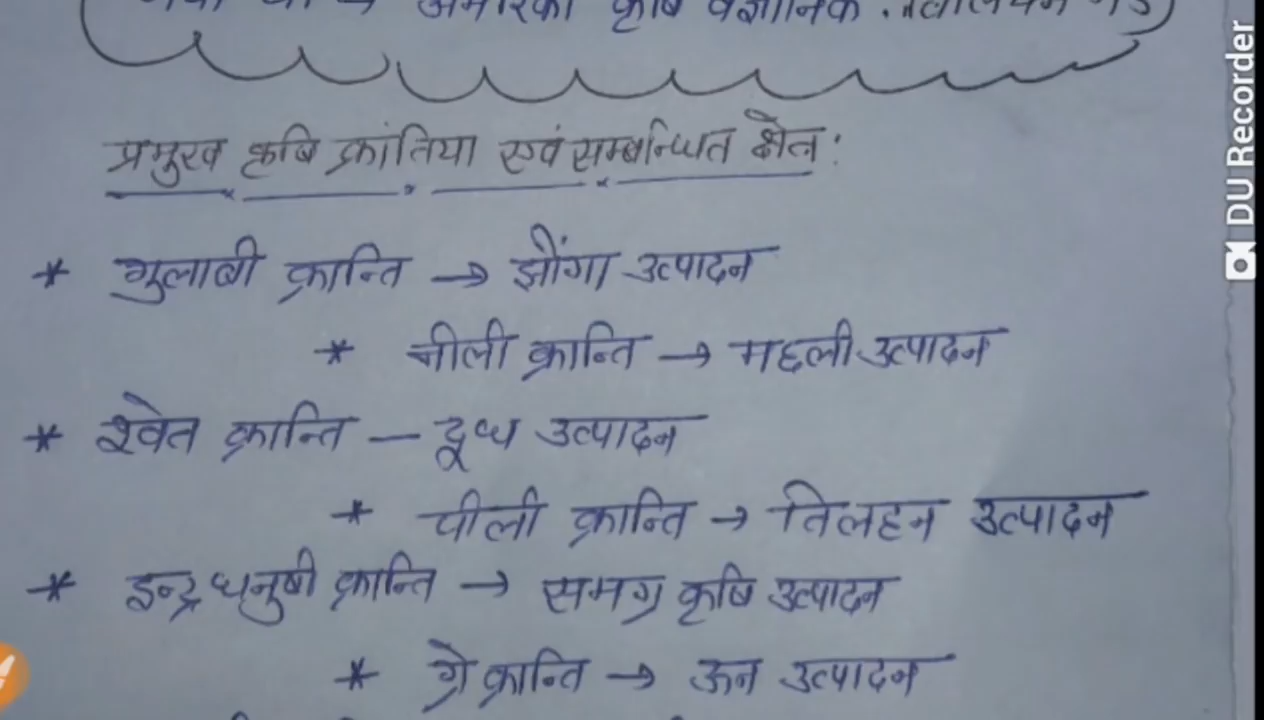 अमेरिका कृषि वैज्ञानिक
प्रमुख कृषि क्रांतिया एवं सम्बन्धित क्षेत्र:
* गुलाबी क्रान्ति → झींगा उत्पादन
* नीली क्रान्ति → मछली उत्पादन
* श्वेत क्रान्ति — दूध उत्पादन
* पीली क्रान्ति → तिलहन उत्पादन
* इन्द्रधनुषी क्रान्ति → समग्र कृषि उत्पादन
* ग्रे क्रान्ति → ऊन उत्पादन
DU Recorder